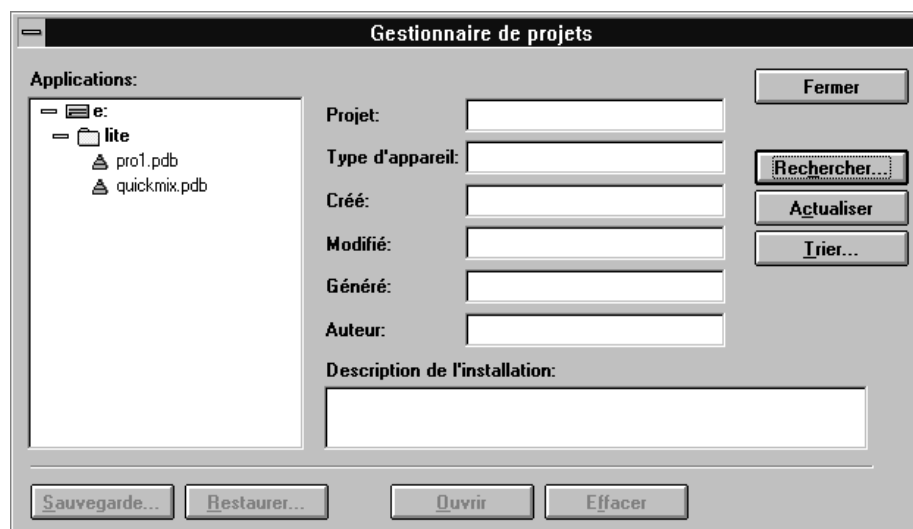 Gestionnaire de projets
Applications:
e:
lite
pro1.pdb
quickmix.pdb
Projet:
Type d'appareil:
Créé:
Modifié:
Généré:
Auteur:
Description de l'installation:
Fermer
Rechercher...
Actualiser
Trier...
Sauvegarde...
Restaurer...
Ouvrir
Effacer